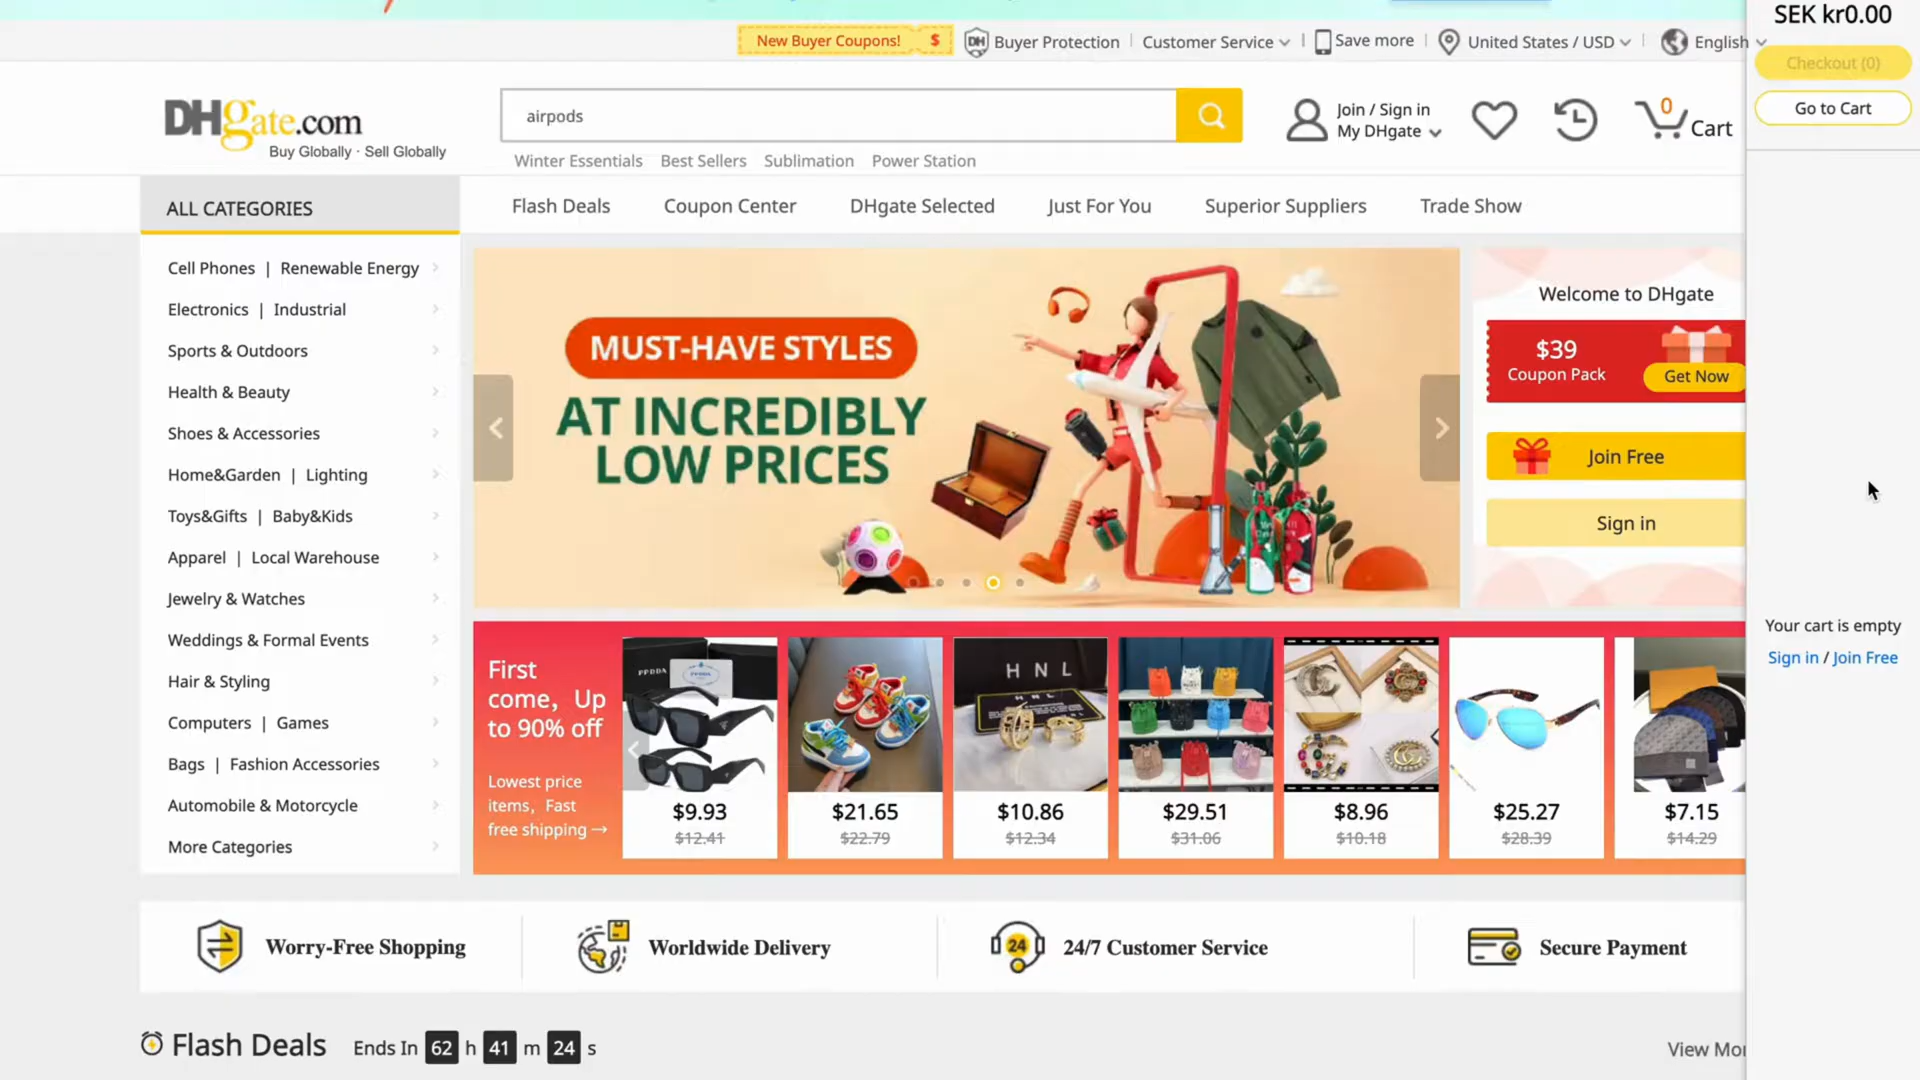 SEK kr0.00
New Buyer Coupons! $
DH Buyer Protection
Customer Service
Save more
United States / USD
English
Checkout (0)
Go to Cart
DHgate.com
Buy Globally · Sell Globally
airpods
Join / Sign in
My DHgate
0
Cart
Winter Essentials Best Sellers Sublimation Power Station
ALL CATEGORIES
Flash Deals Coupon Center DHgate Selected Just For You Superior Suppliers Trade Show
Cell Phones | Renewable Energy
Electronics | Industrial
Sports & Outdoors
Health & Beauty
Shoes & Accessories
Home&Garden | Lighting
Toys&Gifts | Baby&Kids
Apparel | Local Warehouse
Jewelry & Watches
Weddings & Formal Events
Hair & Styling
Computers | Games
Bags | Fashion Accessories
Automobile & Motorcycle
More Categories
MUST-HAVE STYLES
AT INCREDIBLY
LOW PRICES
Welcome to DHgate
$39
Coupon Pack
Get Now
Join Free
Sign in
Your cart is empty
Sign in / Join Free
First
come, Up
to 90% off
Lowest price
items, Fast
free shipping →
PPDDA
H N L
H N L
$9.93 $21.65 $10.86 $29.51 $8.96 $25.27 $7.15
$12.41 $22.79 $12.34 $31.06 $10.18 $28.39 $14.29
Worry-Free Shopping
Worldwide Delivery
24
24/7 Customer Service
Secure Payment
Flash Deals Ends In 62 h 41 m 24 s
View Mor